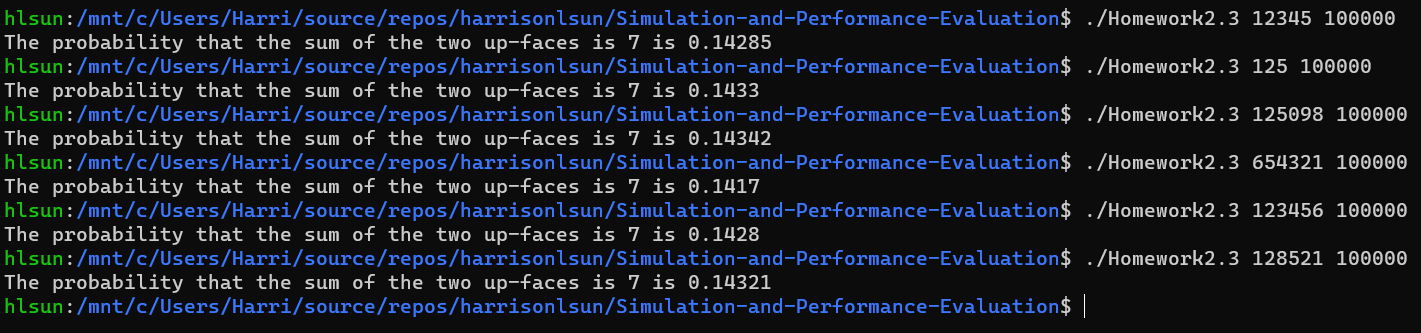 hlsun:/mnt/c/Users/Harri/source/repos/harrisonlsun/Simulation-and-Performance-Evaluation$ ./Homework2.3 12345 100000
The probability that the sum of the two up-faces is 7 is 0.14285
hlsun:/mnt/c/Users/Harri/source/repos/harrisonlsun/Simulation-and-Performance-Evaluation$ ./Homework2.3 125 100000
The probability that the sum of the two up-faces is 7 is 0.1433
hlsun:/mnt/c/Users/Harri/source/repos/harrisonlsun/Simulation-and-Performance-Evaluation$ ./Homework2.3 125098 100000
The probability that the sum of the two up-faces is 7 is 0.14342
hlsun:/mnt/c/Users/Harri/source/repos/harrisonlsun/Simulation-and-Performance-Evaluation$ ./Homework2.3 654321 100000
The probability that the sum of the two up-faces is 7 is 0.1417
hlsun:/mnt/c/Users/Harri/source/repos/harrisonlsun/Simulation-and-Performance-Evaluation$ ./Homework2.3 123456 100000
The probability that the sum of the two up-faces is 7 is 0.1428
hlsun:/mnt/c/Users/Harri/source/repos/harrisonlsun/Simulation-and-Performance-Evaluation$ ./Homework2.3 128521 100000
The probability that the sum of the two up-faces is 7 is 0.14321
hlsun:/mnt/c/Users/Harri/source/repos/harrisonlsun/Simulation-and-Performance-Evaluation$